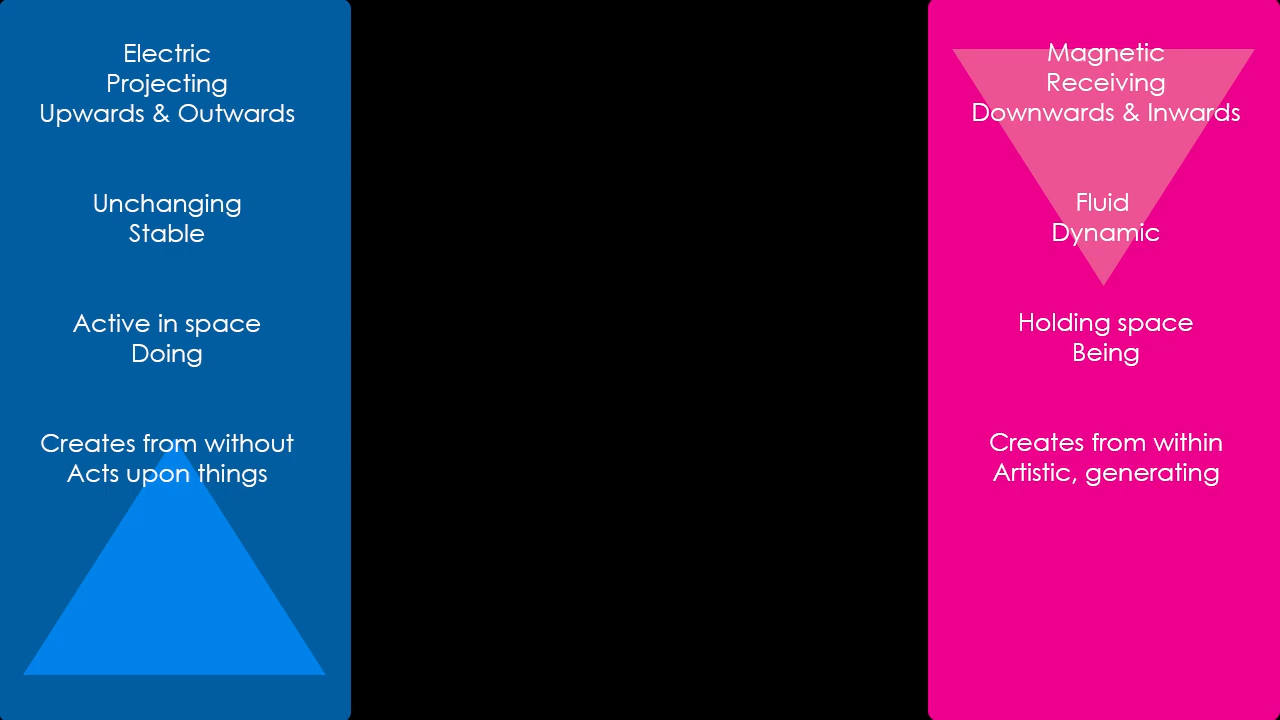 Electric
Projecting
Upwards & Outwards
Unchanging
Stable
Active in space
Doing
Creates from without
Acts upon things
Magnetic
Receiving
Downwards & Inwards
Fluid
Dynamic
Holding space
Being
Creates from within
Artistic, generating